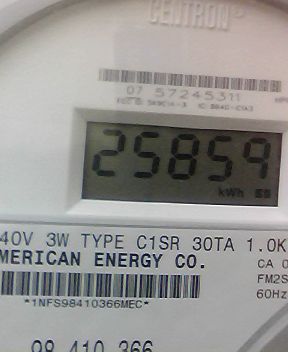 CENTRON®
07 57245311
25859
kWh
40V 3W TYPE C1SR 30TA 1.0K
MERICAN ENERGY CO.
CA 0
FM2S
60Hz
*1NFS98410366MEC*
98 410 366